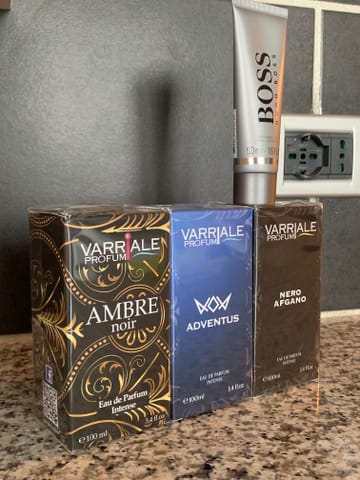 BOSS
HUGO BOSS
VARRIALE
PROFUMI
AMBRE
noir
Eau de Parfum
Intense
℮100 ml
3.4 fl. oz
VARRIALE
PROFUMI
ADVENTUS
EAU DE PARFUM
INTENSE
℮100ml
3.4 fl. oz
VARRIALE
PROFUMI
NERO
AFGANO
EAU DE PARFUM
INTENSE
℮100ml
3.4 fl. oz